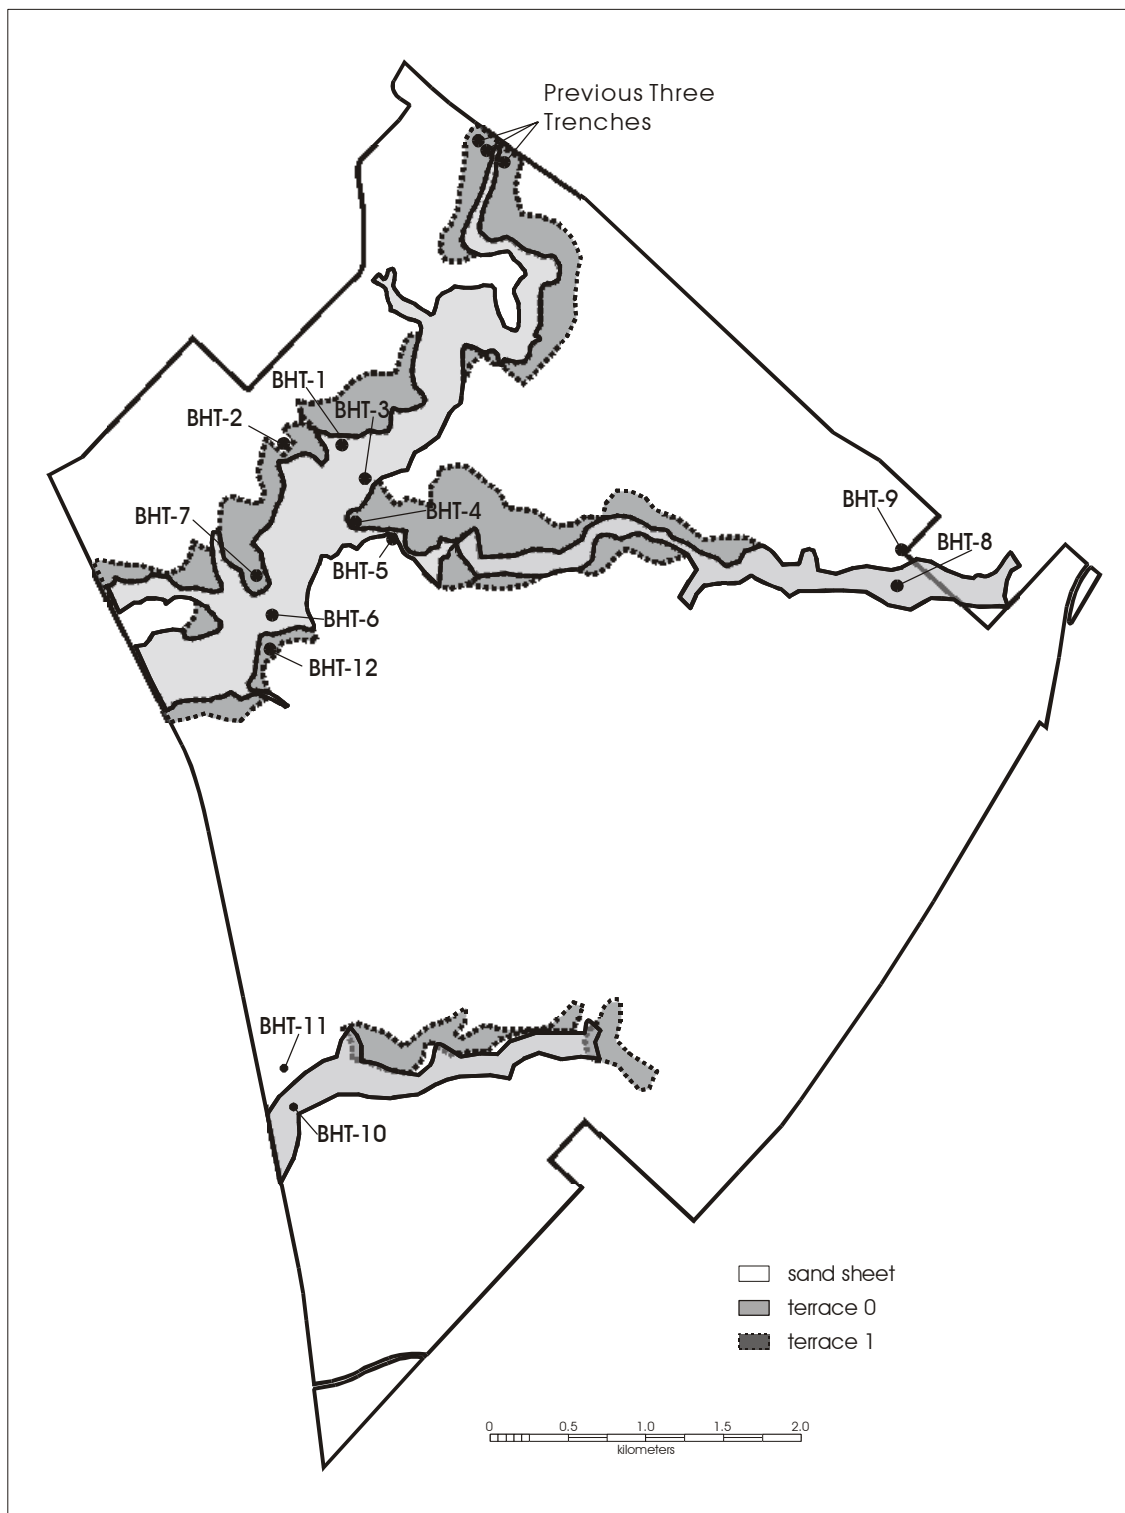 Previous Three
Trenches
BHT-1
BHT-3
BHT-2
BHT-4
BHT-9
BHT-7
BHT-8
BHT-5
BHT-6
BHT-12
BHT-11
BHT-10
sand sheet
terrace 0
terrace 1
0 0.5 1.0 1.5 2.0
kilometers